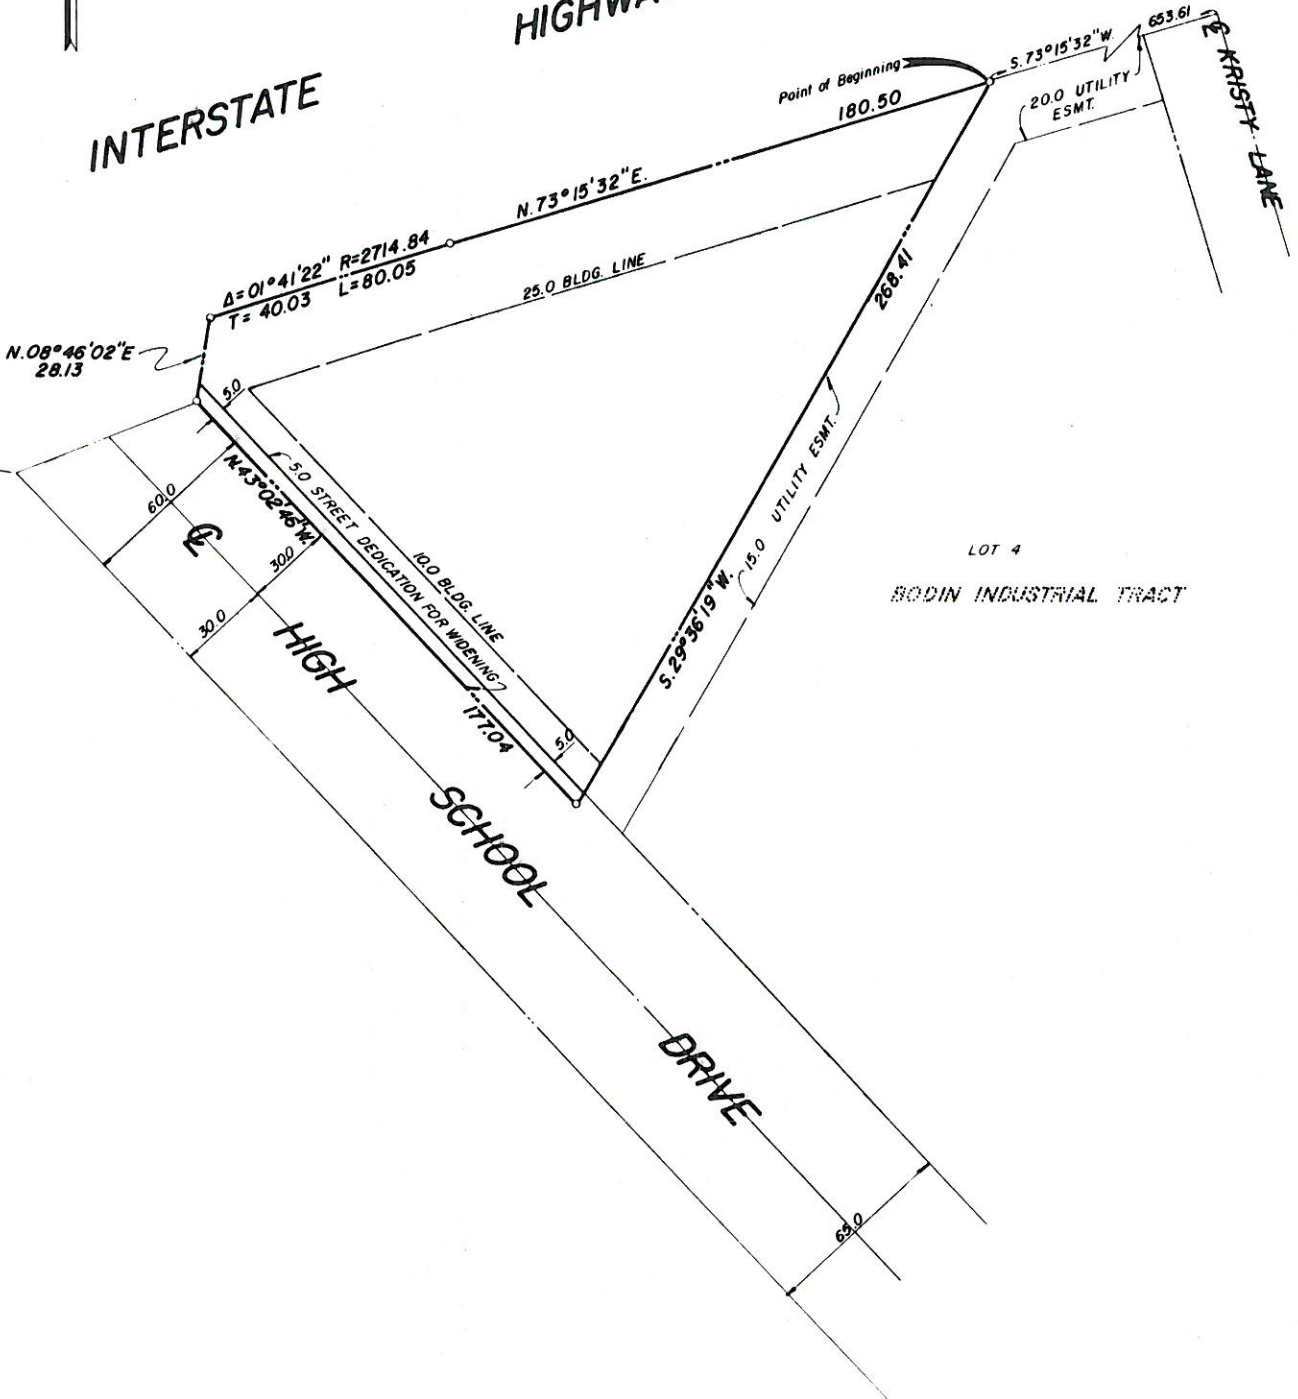 HIGHWA
INTERSTATE
653.61
℄ KRISTY LANE
S.73°15'32"W.
Point of Beginning
20.0 UTILITY
ESMT.
180.50
N.73°15'32"E.
Δ=01°41'22" R=2714.84
T= 40.03 L=80.05
25.0 BLDG. LINE
268.41
N.08°46'02"E
28.13
5.0
5.0 STREET DEDICATION FOR WIDENING
N.43°02'46"W.
60.0
℄
30.0
30.0
10.0 BLDG. LINE
15.0 UTILITY ESMT.
LOT 4
BODIN INDUSTRIAL TRACT
S.29°36'19"W.
177.04
5.0
HIGH
SCHOOL
DRIVE
65.0